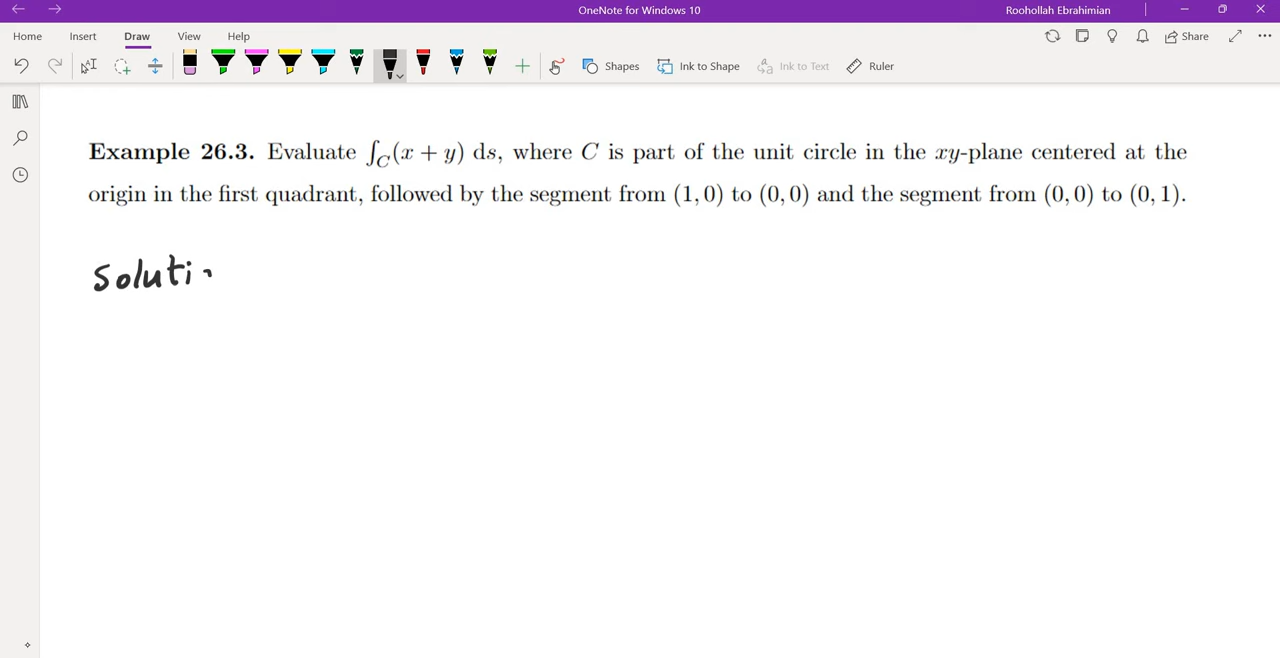 OneNote for Windows 10
Roohollah Ebrahimian
Home Insert Draw View Help
Share
Shapes Ink to Shape Ink to Text Ruler
Example 26.3. Evaluate ∫_C (x + y) ds, where C is part of the unit circle in the xy-plane centered at the
origin in the first quadrant, followed by the segment from (1, 0) to (0, 0) and the segment from (0, 0) to (0, 1).
Soluti